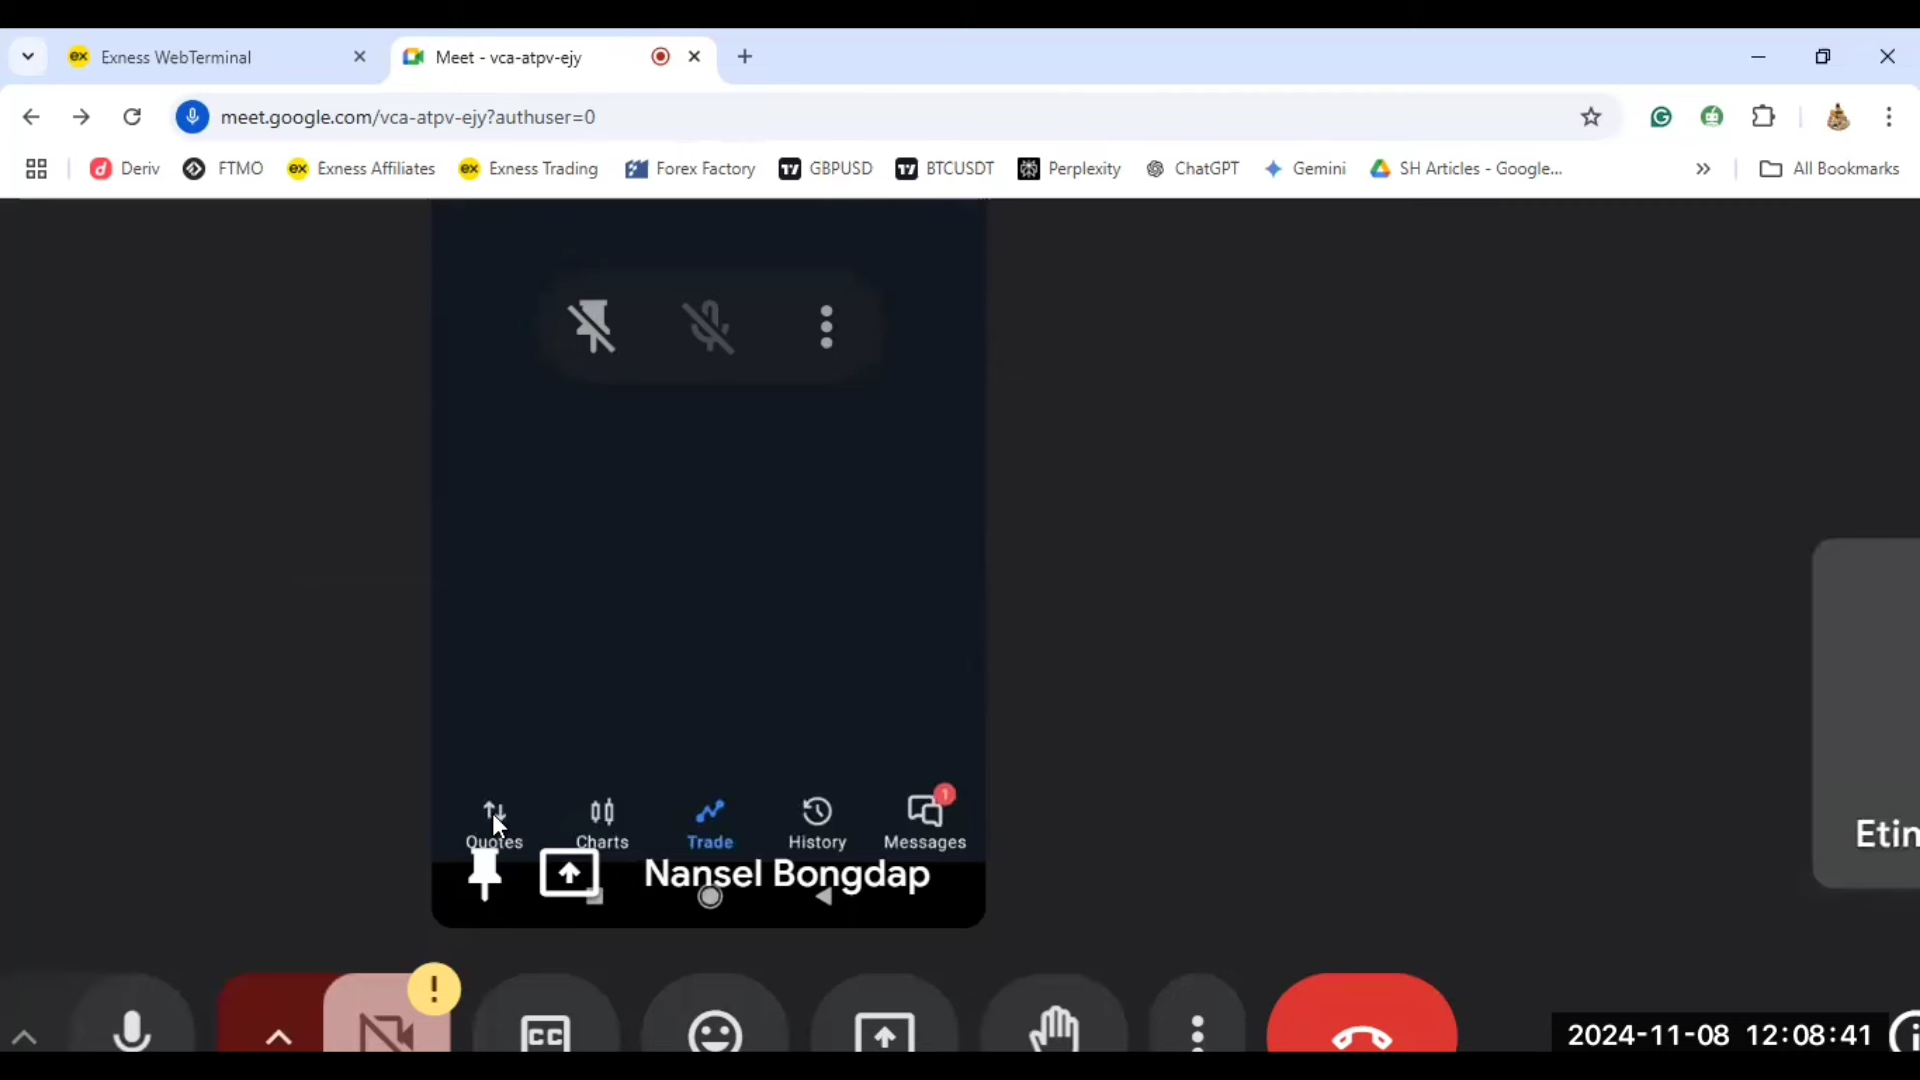 Exness WebTerminal
Meet - vca-atpv-ejy
meet.google.com/vca-atpv-ejy?authuser=0
Deriv
FTMO
Exness Affiliates
Exness Trading
Forex Factory
GBPUSD
BTCUSDT
Perplexity
ChatGPT
Gemini
SH Articles - Google...
All Bookmarks
1
Quotes
Charts
Trade
History
Messages
Nansel Bongdap
Etin
!
CC
2024-11-08 12:08:41